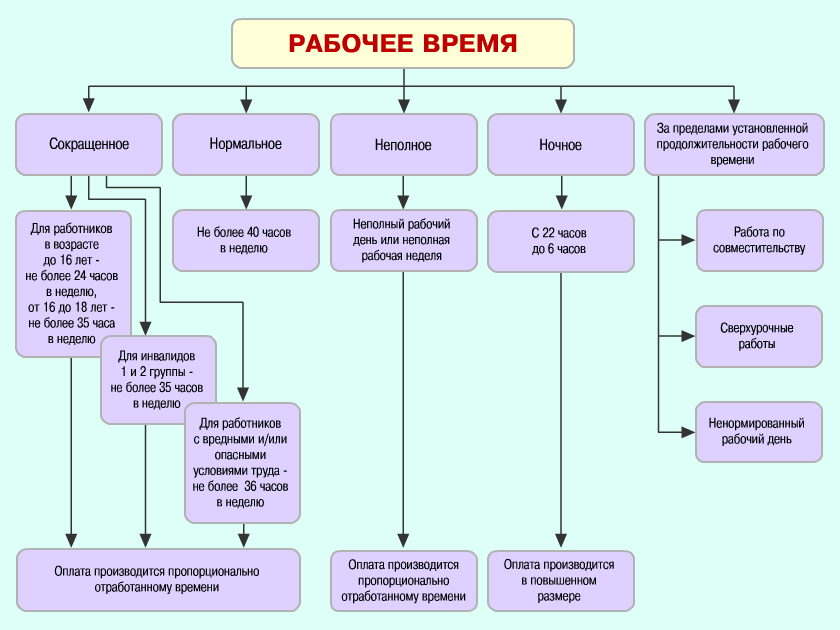 РАБОЧЕЕ ВРЕМЯ
Сокращенное
Нормальное
Неполное
Ночное
За пределами установленной
продолжительности рабочего
времени
Для работников
в возрасте
до 16 лет -
не более 24 часов
в неделю,
от 16 до 18 лет -
не более 35 часа
в неделю
Для инвалидов
1 и 2 группы -
не более 35 часов
в неделю
Для работников
с вредными и/или
опасными
условиями труда -
не более 36 часов
в неделю
Не более 40 часов
в неделю
Неполный рабочий
день или неполная
рабочая неделя
С 22 часов
до 6 часов
Работа по
совместительству
Сверхурочные
работы
Ненормированный
рабочий день
Оплата производится пропорционально
отработанному времени
Оплата производится
пропорционально
отработанному времени
Оплата производится
в повышенном
размере